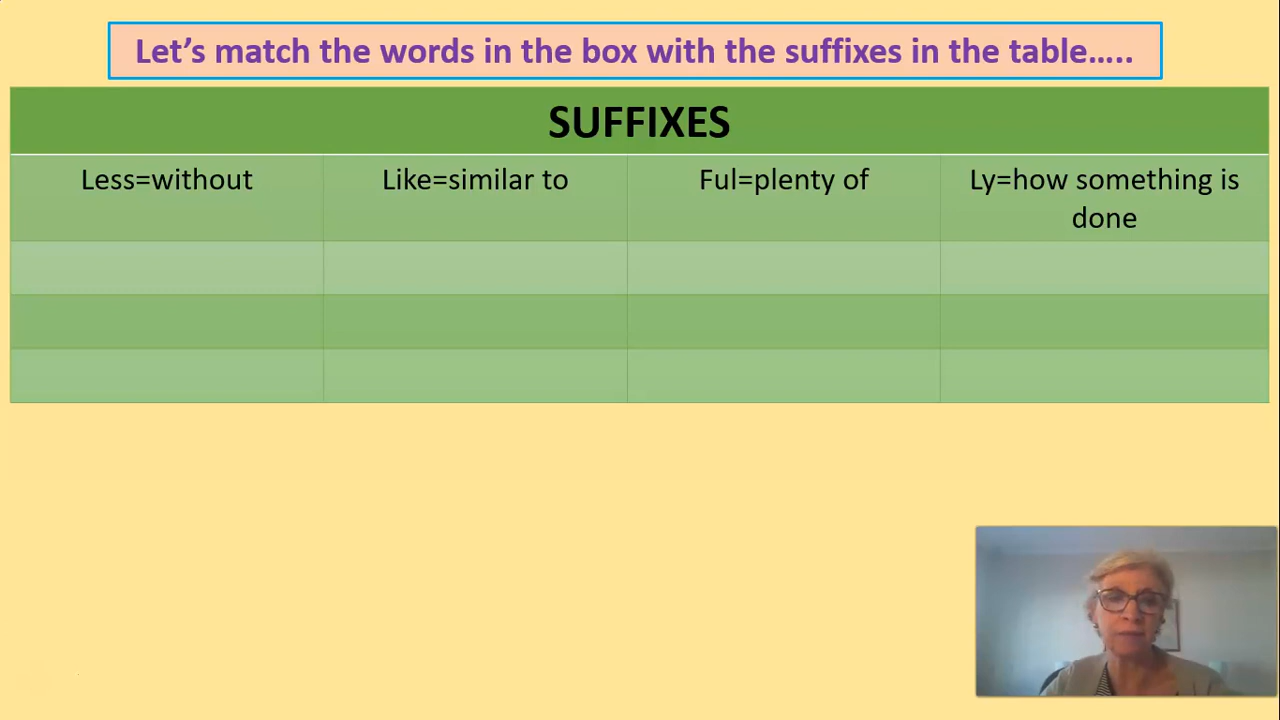 Let’s match the words in the box with the suffixes in the table…..
SUFFIXES
Less=without
Like=similar to
Ful=plenty of
Ly=how something is
done